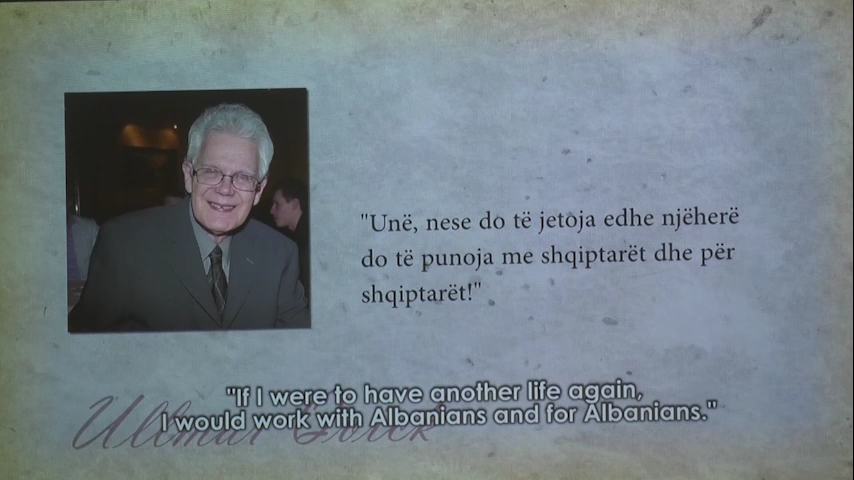 "Unë, nese do të jetoja edhe njëherë
do të punoja me shqiptarët dhe për
shqiptarët!"
"If I were to have another life again,
I would work with Albanians and for Albanians."
Ullmar